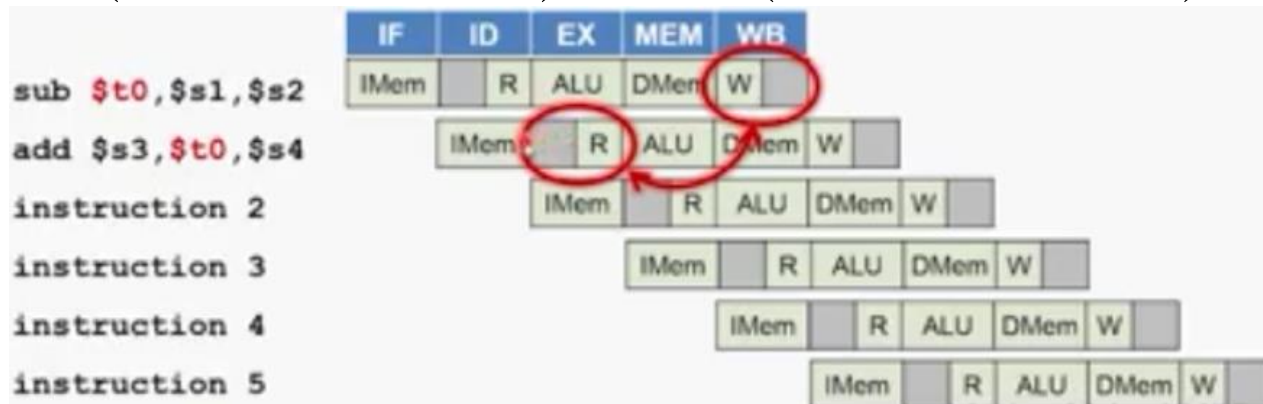 IF ID EX MEM WB
sub $t0,$s1,$s2 IMem R ALU DMem W
add $s3,$t0,$s4 IMem R ALU DMem W
instruction 2 IMem R ALU DMem W
instruction 3 IMem R ALU DMem W
instruction 4 IMem R ALU DMem W
instruction 5 IMem R ALU DMem W